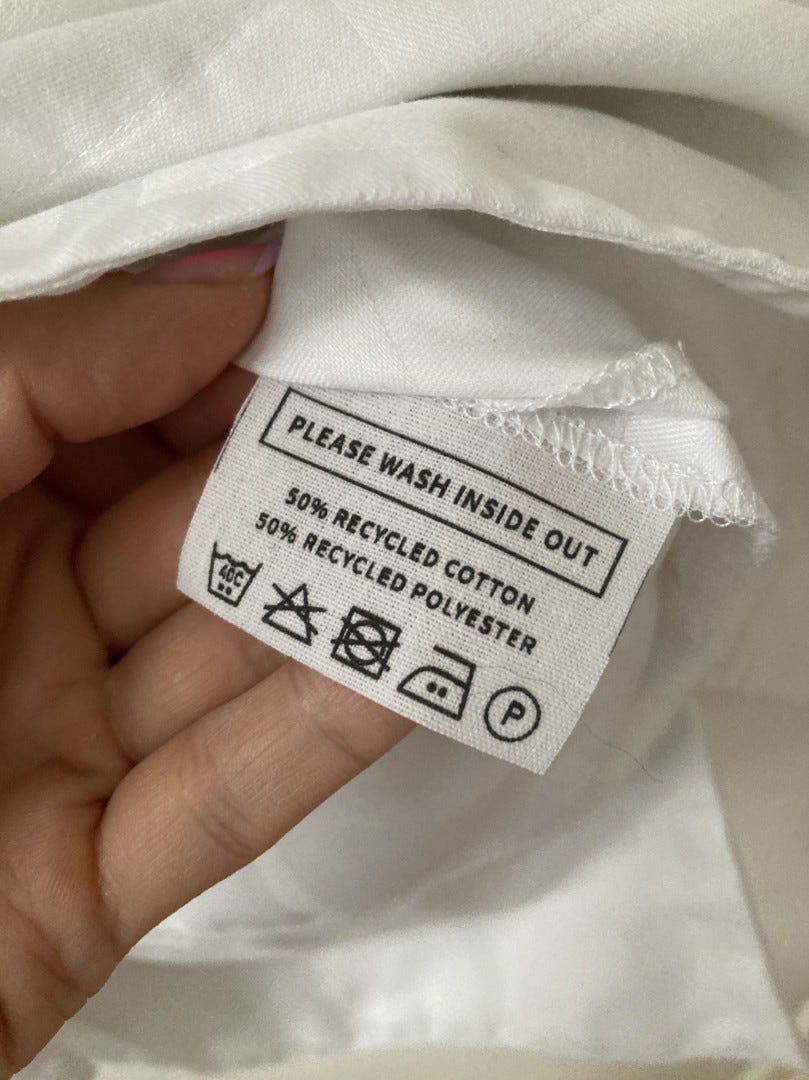 PLEASE WASH INSIDE OUT
50% RECYCLED COTTON
50% RECYCLED POLYESTER
40C
P